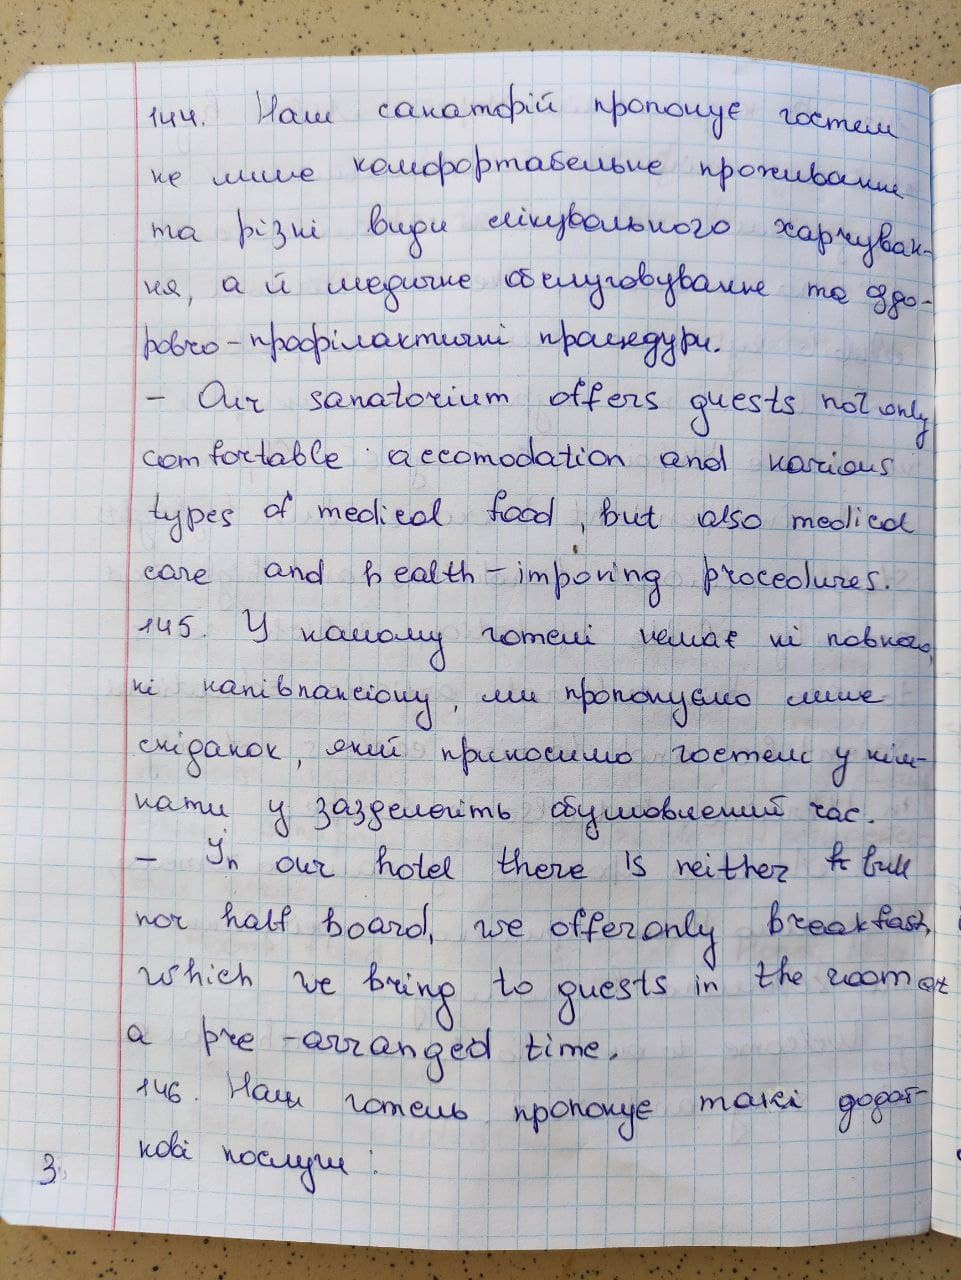 144. Наш санаторій пропонує гостям
не лише комфортабельне проживання
та різні види лікувального харчуван-
ня, а й медичне обслуговування та оздо-
ровчо-профілактичні процедури.
- Our sanatorium offers guests not only
comfortable accomodation and various
types of medical food, but also medical
care and health-imporing procedures.
145. У нашому готелі немає ні повного,
ні напівпансіону, ми пропонуємо лише
сніданок, який приносимо гостям у кім-
нати у заздалегідь обумовлений час.
- In our hotel there is neither full
nor half board, we offer only breakfast,
which we bring to guests in the room at
a pre-arranged time.
146. Наш готель пропонує такі додат-
кові послуги:
3